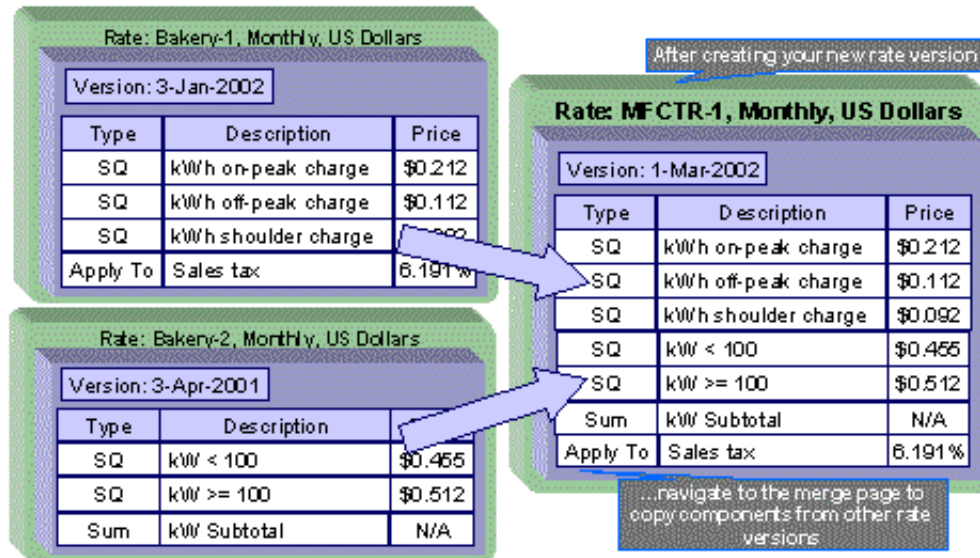 Rate: Bakery-1, Monthly, US Dollars
Version: 3-Jan-2002
Type Description Price
SQ kWh on-peak charge $0.212
SQ kWh off-peak charge $0.112
SQ kWh shoulder charge
Apply To Sales tax 6.191%
Rate: Bakery-2, Monthly, US Dollars
Version: 3-Apr-2001
Type Description
SQ kW < 100 $0.455
SQ kW >= 100 $0.512
Sum kW Subtotal N/A
After creating your new rate version
Rate: MFCTR-1, Monthly, US Dollars
Version: 1-Mar-2002
Type Description Price
SQ kWh on-peak charge $0.212
SQ kWh off-peak charge $0.112
SQ kWh shoulder charge $0.092
SQ kW < 100 $0.455
SQ kW >= 100 $0.512
Sum kW Subtotal N/A
Apply To Sales tax 6.191%
...navigate to the merge page to
copy components from other rate
versions